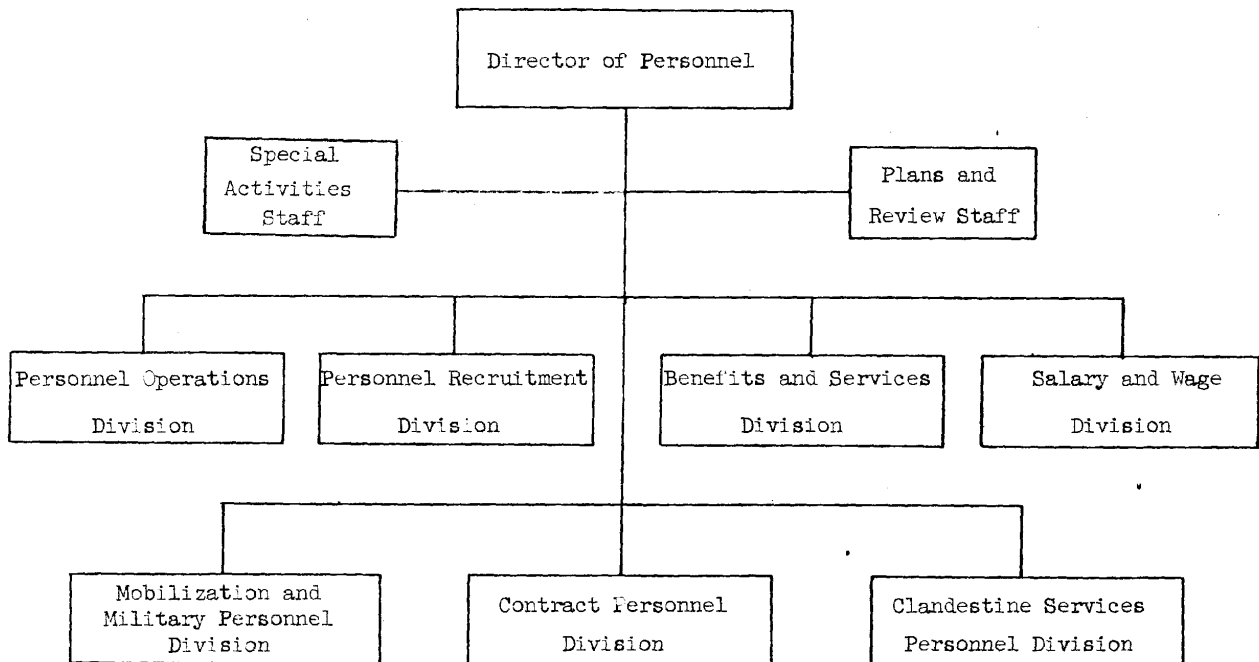 Director of Personnel
Special
Activities
Staff
Plans and
Review Staff
Personnel Operations
Division
Personnel Recruitment
Division
Benefits and Services
Division
Salary and Wage
Division
Mobilization and
Military Personnel
Division
Contract Personnel
Division
Clandestine Services
Personnel Division